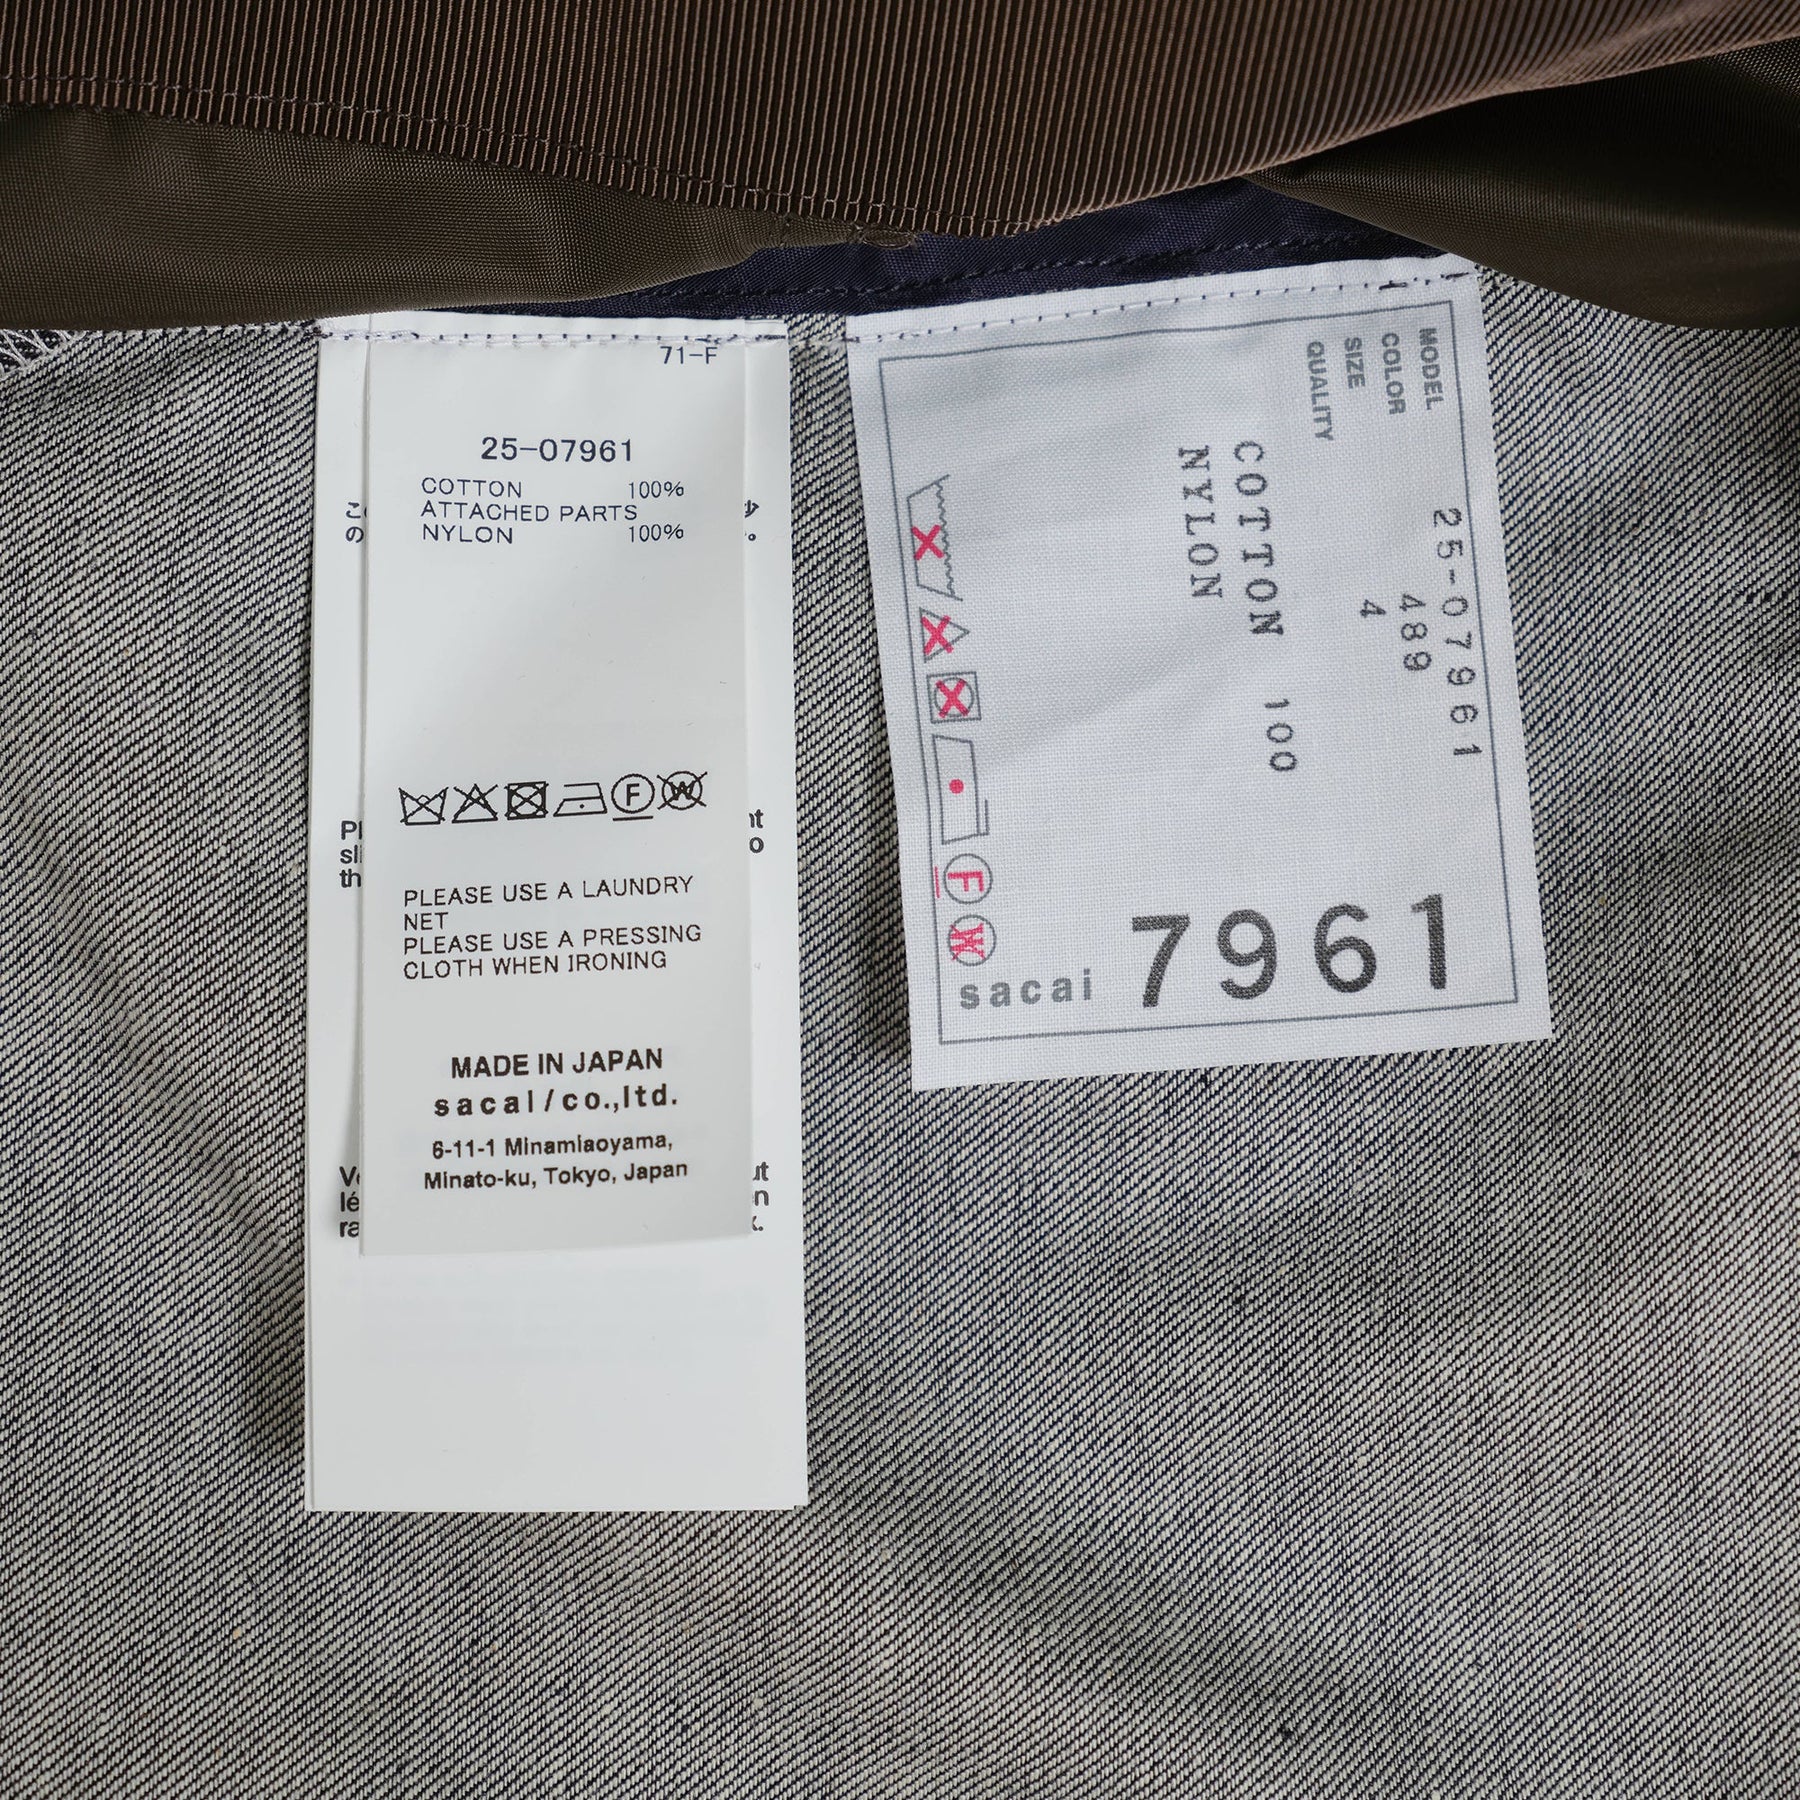 71-F
25-07961
COTTON 100%
ATTACHED PARTS
NYLON 100%
F W
PLEASE USE A LAUNDRY
NET
PLEASE USE A PRESSING
CLOTH WHEN IRONING
MADE IN JAPAN
sacai/co.,ltd.
6-11-1 Minamiaoyama,
Minato-ku, Tokyo, Japan
MODEL 25-07961
COLOR 489
SIZE 4
QUALITY
COTTON 100
NYLON
F W
sacai 7961